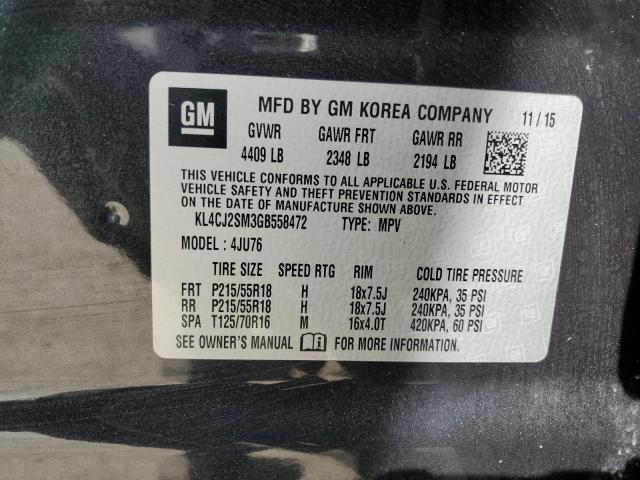 GM
MFD BY GM KOREA COMPANY 11/15
GVWR GAWR FRT GAWR RR
4409 LB 2348 LB 2194 LB
THIS VEHICLE CONFORMS TO ALL APPLICABLE U.S. FEDERAL MOTOR
VEHICLE SAFETY AND THEFT PREVENTION STANDARDS IN EFFECT
ON THE DATE OF MANUFACTURE SHOWN ABOVE.
KL4CJ2SM3GB558472 TYPE: MPV
MODEL : 4JU76
TIRE SIZE SPEED RTG RIM COLD TIRE PRESSURE
FRT P215/55R18 H 18x7.5J 240KPA, 35 PSI
RR P215/55R18 H 18x7.5J 240KPA, 35 PSI
SPA T125/70R16 M 16x4.0T 420KPA, 60 PSI
SEE OWNER'S MANUAL FOR MORE INFORMATION